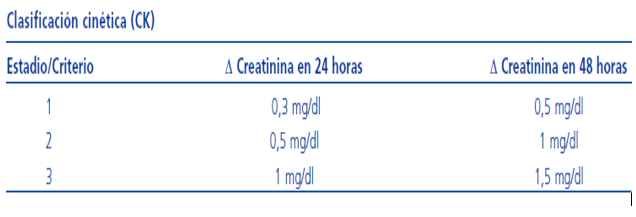 Clasificación cinética (CK)
Estadio/Criterio Δ Creatinina en 24 horas Δ Creatinina en 48 horas
1 0,3 mg/dl 0,5 mg/dl
2 0,5 mg/dl 1 mg/dl
3 1 mg/dl 1,5 mg/dl